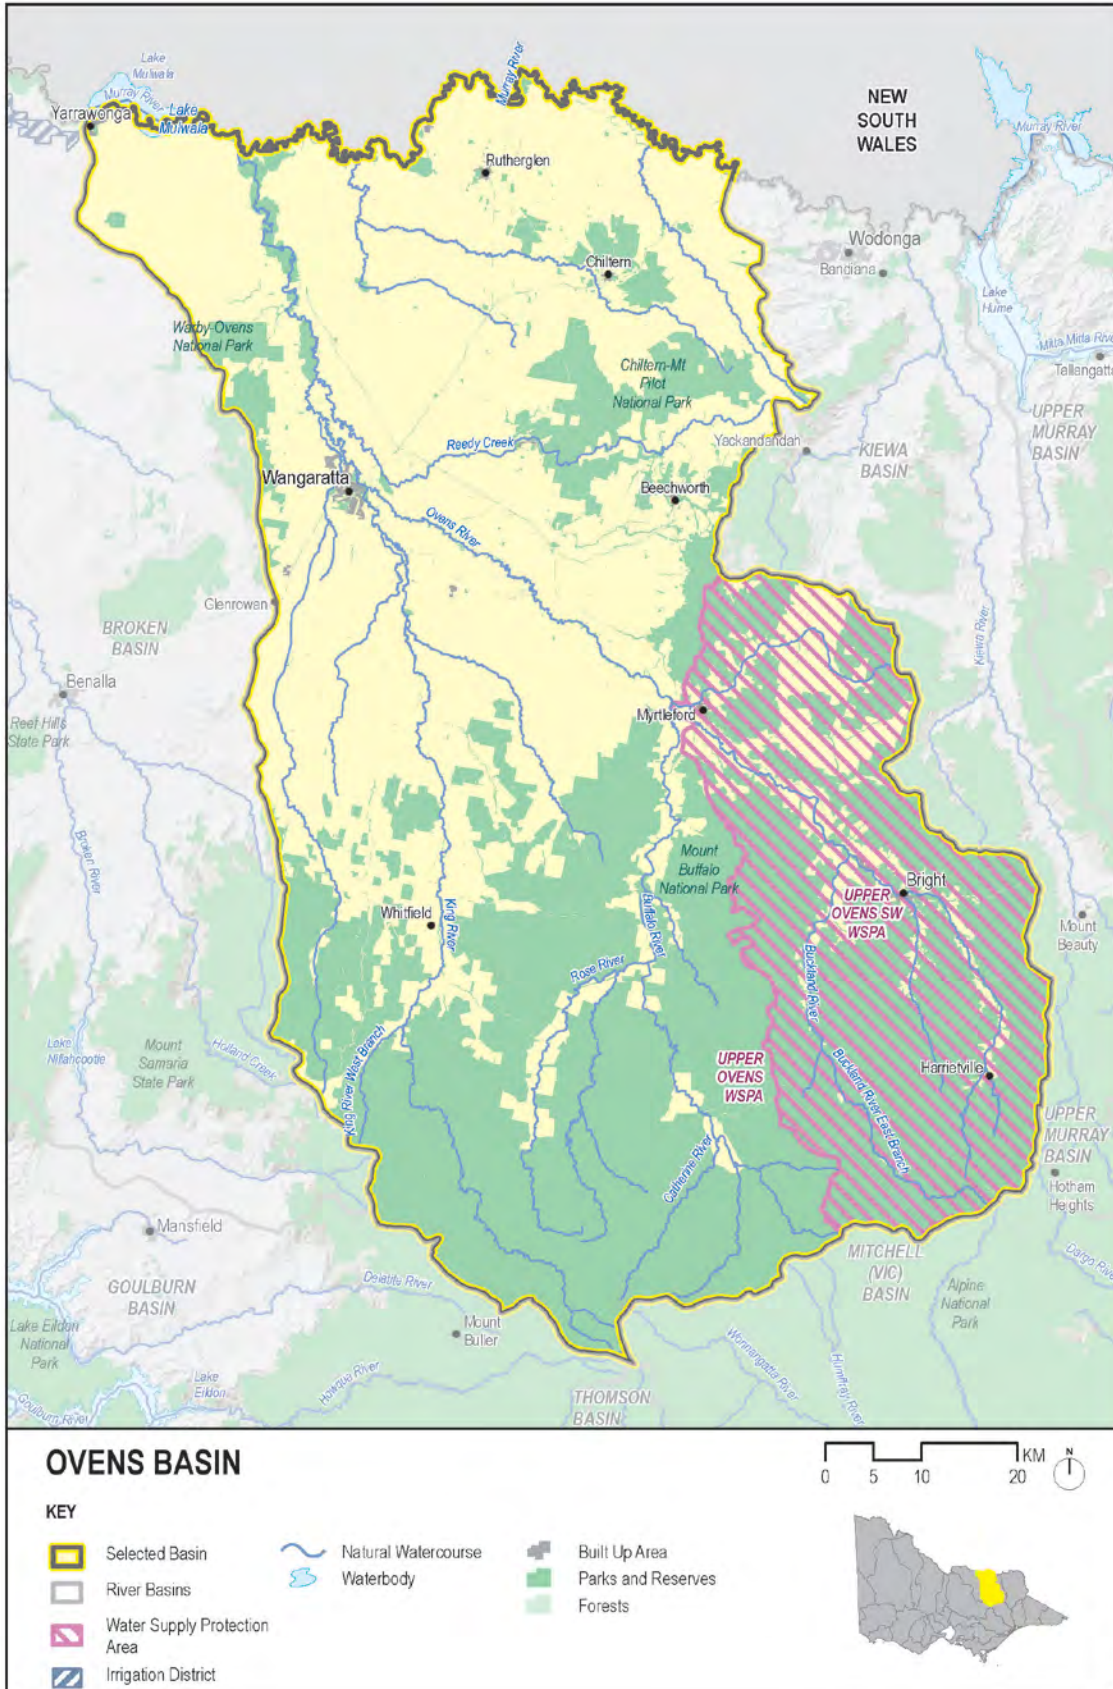 Lake
Mulwala
Murray River
Lake
Mulwala
Yarrawonga
Murray River
NEW
SOUTH
WALES
Murray River
Rutherglen
Wodonga
Bandiana
Chiltern
Lake
Hume
Mitta Mitta River
Tallangatta
Warby-Ovens
National Park
Chiltern-Mt
Pilot
National Park
UPPER
MURRAY
BASIN
Reedy Creek
Yackandandah
KIEWA
BASIN
Wangaratta
Beechworth
Ovens River
Glenrowan
BROKEN
BASIN
Kiewa River
Benalla
Reef Hills
State Park
Myrtleford
Broken River
Mount
Buffalo
National Park
Bright
UPPER
OVENS SW
WSPA
Whitfield
King River
Buffalo River
Mount
Beauty
Rose River
Buckland River
Lake
Nillahcootie
Mount
Samaria
State Park
Holland Creek
King River West Branch
UPPER
OVENS
WSPA
Buckland River East Branch
Harrietville
UPPER
MURRAY
BASIN
Catherine River
Hotham
Heights
Mansfield
MITCHELL
(VIC)
BASIN
Dargo River
GOULBURN
BASIN
Delatite River
Alpine
National
Park
Lake Eildon
National
Park
Mount
Buller
Wonnangatta River
Humffray River
Lake
Eildon
Howqua River
Goulburn River
THOMSON
BASIN
OVENS BASIN
KM
N
0 5 10 20
KEY
Selected Basin
River Basins
Water Supply Protection
Area
Irrigation District
Natural Watercourse
Waterbody
Built Up Area
Parks and Reserves
Forests